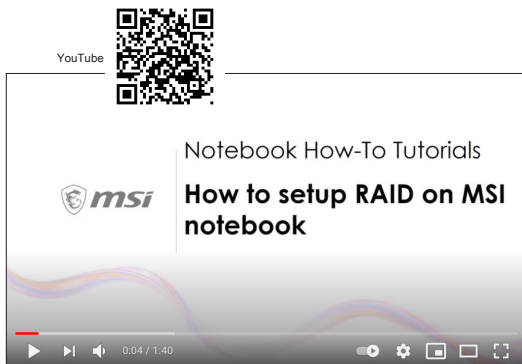 YouTube
Notebook How-To Tutorials
msi
How to setup RAID on MSI
notebook
0:04 / 1:40